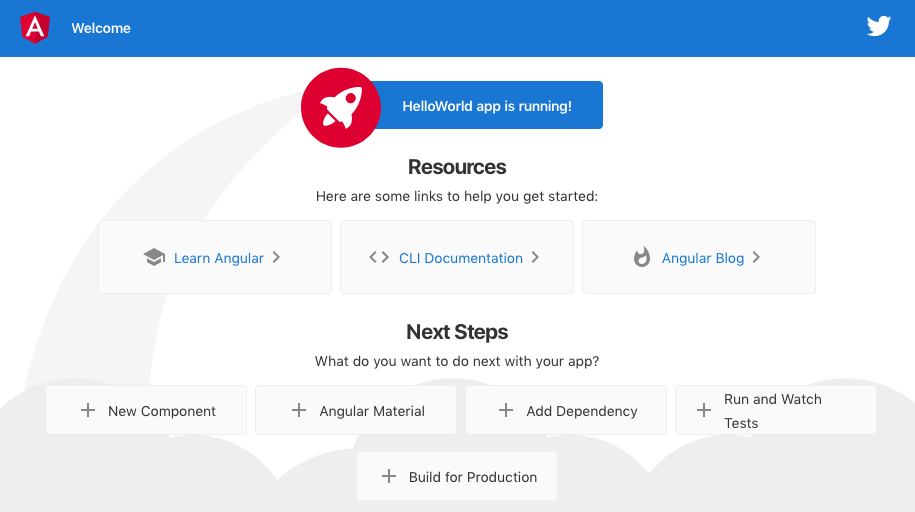 A
Welcome
HelloWorld app is running!
Resources
Here are some links to help you get started:
Learn Angular
CLI Documentation
Angular Blog
Next Steps
What do you want to do next with your app?
New Component
Angular Material
Add Dependency
Run and Watch
Tests
Build for Production